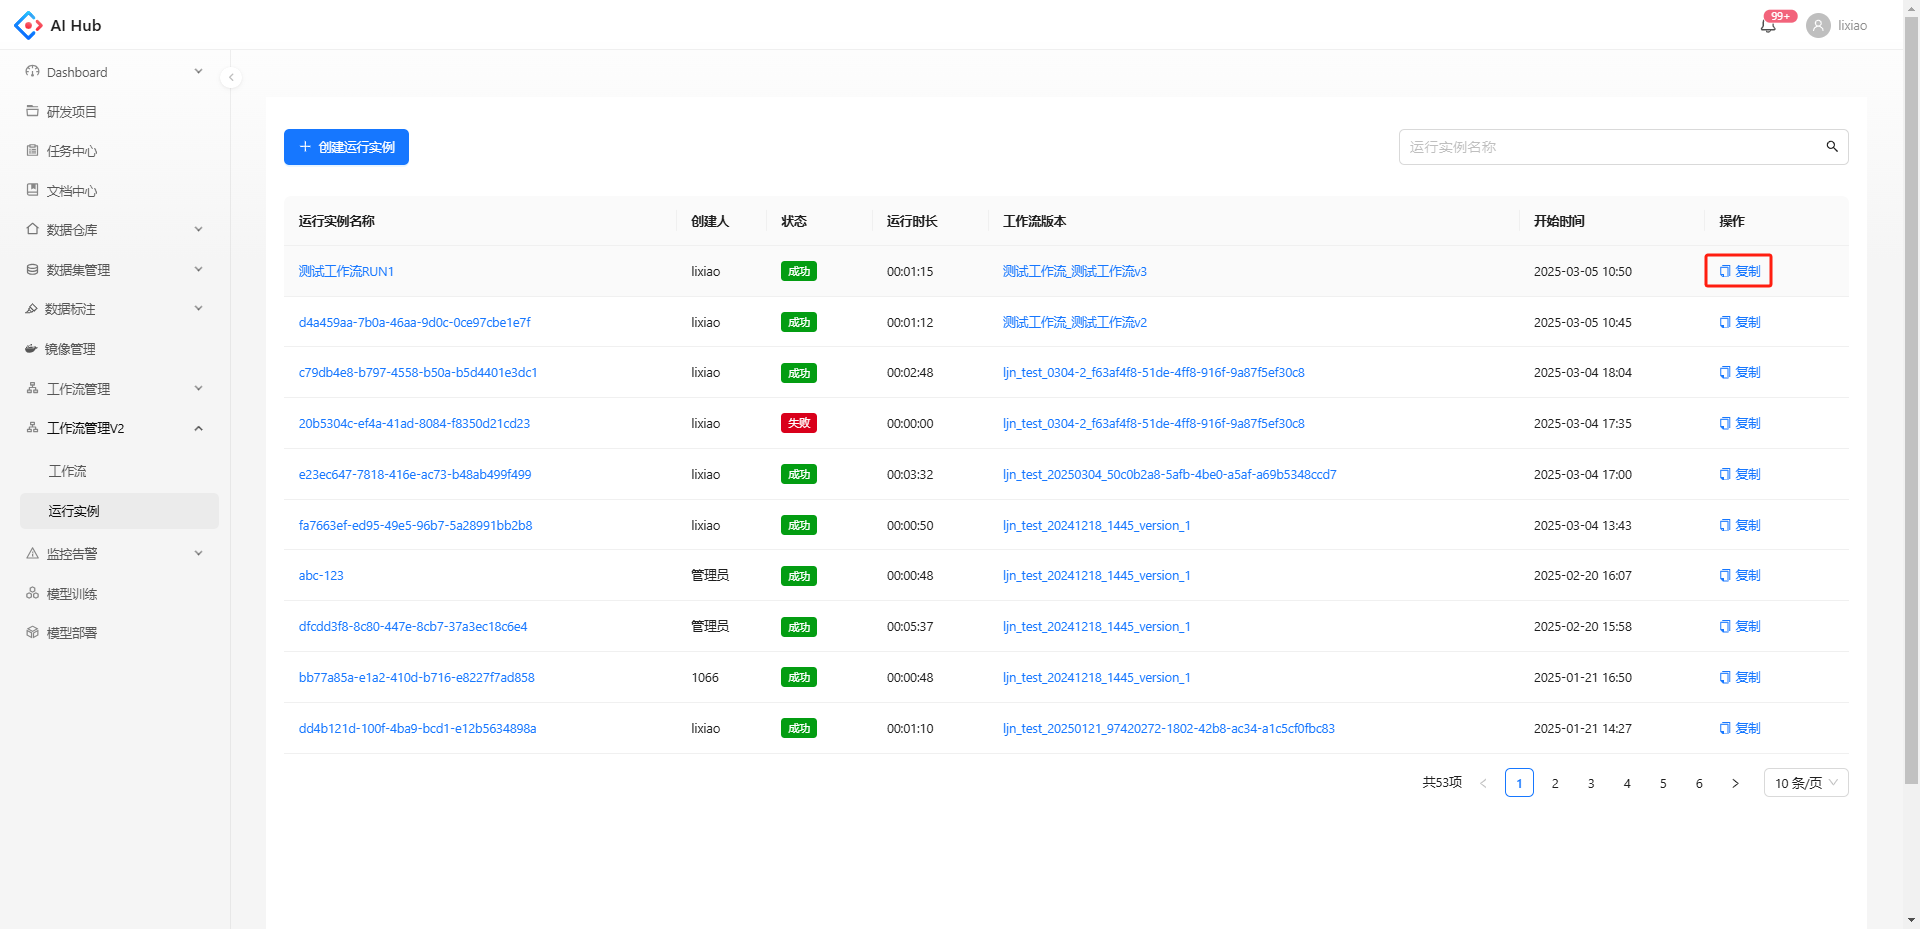 AI Hub
99+
lixiao
Dashboard
研发项目
任务中心
文档中心
数据仓库
数据集管理
数据标注
镜像管理
工作流管理
工作流管理V2
工作流
运行实例
监控告警
模型训练
模型部署
创建运行实例
运行实例名称
运行实例名称 创建人 状态 运行时长 工作流版本 开始时间 操作
测试工作流RUN1 lixiao 成功 00:01:15 测试工作流_测试工作流v3 2025-03-05 10:50 复制
d4a459aa-7b0a-46aa-9d0c-0ce97cbe1e7f lixiao 成功 00:01:12 测试工作流_测试工作流v2 2025-03-05 10:45 复制
c79db4e8-b797-4558-b50a-b5d4401e3dc1 lixiao 成功 00:02:48 ljn_test_0304-2_f63af4f8-51de-4ff8-916f-9a87f5ef30c8 2025-03-04 18:04 复制
20b5304c-ef4a-41ad-8084-f8350d21cd23 lixiao 失败 00:00:00 ljn_test_0304-2_f63af4f8-51de-4ff8-916f-9a87f5ef30c8 2025-03-04 17:35 复制
e23ec647-7818-416e-ac73-b48ab499f499 lixiao 成功 00:03:32 ljn_test_20250304_50c0b2a8-5afb-4be0-a5af-a69b5348ccd7 2025-03-04 17:00 复制
fa7663ef-ed95-49e5-96b7-5a28991bb2b8 lixiao 成功 00:00:50 ljn_test_20241218_1445_version_1 2025-03-04 13:43 复制
abc-123 管理员 成功 00:00:48 ljn_test_20241218_1445_version_1 2025-02-20 16:07 复制
dfcdd3f8-8c80-447e-8cb7-37a3ec18c6e4 管理员 成功 00:05:37 ljn_test_20241218_1445_version_1 2025-02-20 15:58 复制
bb77a85a-e1a2-410d-b716-e8227f7ad858 1066 成功 00:00:48 ljn_test_20241218_1445_version_1 2025-01-21 16:50 复制
dd4b121d-100f-4ba9-bcd1-e12b5634898a lixiao 成功 00:01:10 ljn_test_20250121_97420272-1802-42b8-ac34-a1c5cf0fbc83 2025-01-21 14:27 复制
共53项 1 2 3 4 5 6 10 条/页